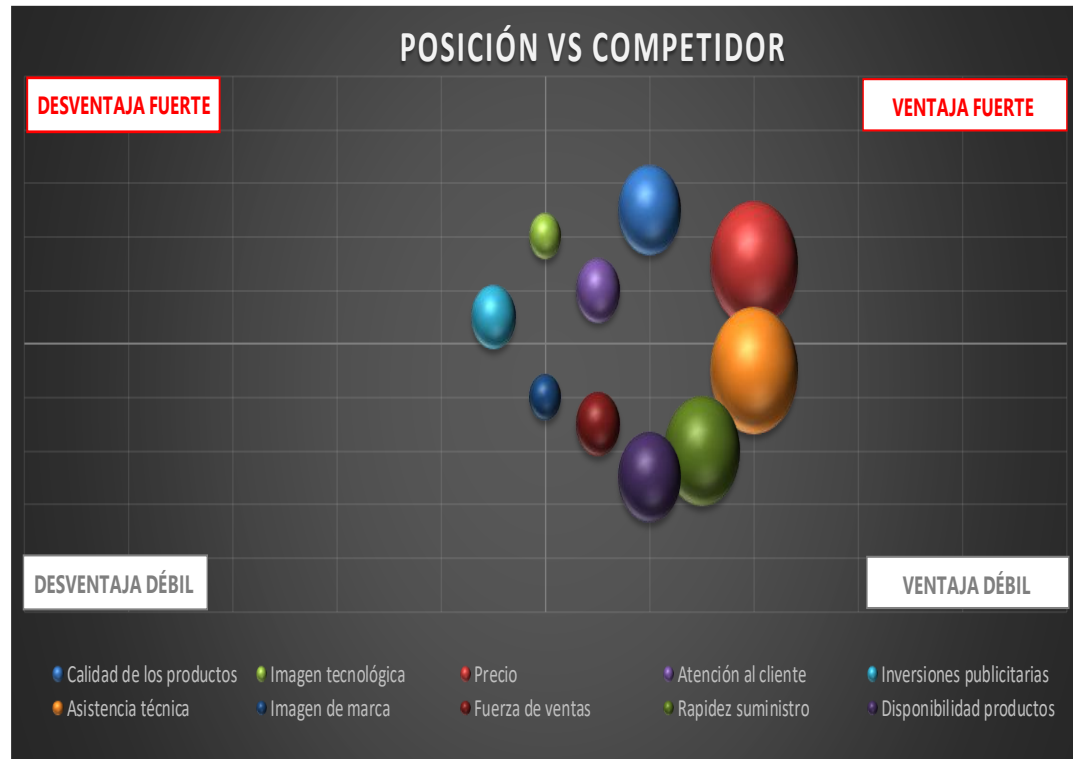 POSICIÓN VS COMPETIDOR
DESVENTAJA FUERTE
VENTAJA FUERTE
DESVENTAJA DÉBIL
VENTAJA DÉBIL
Calidad de los productos
Imagen tecnológica
Precio
Atención al cliente
Inversiones publicitarias
Asistencia técnica
Imagen de marca
Fuerza de ventas
Rapidez suministro
Disponibilidad productos